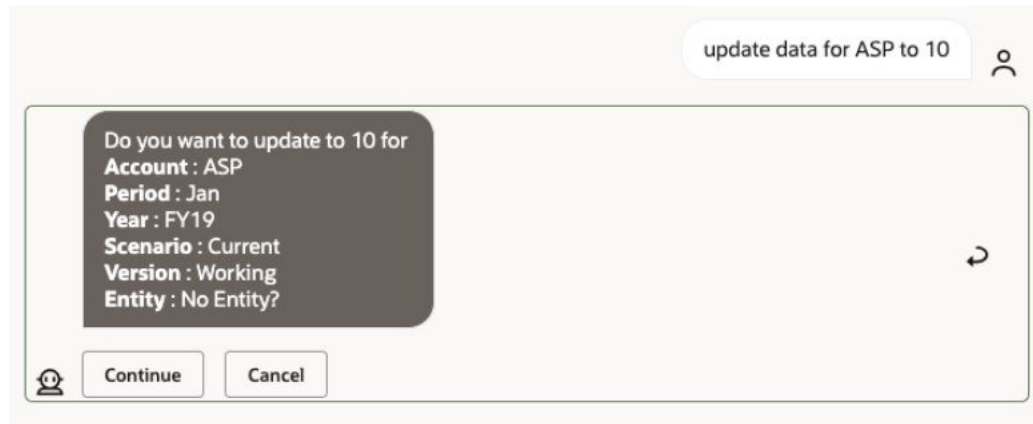 update data for ASP to 10
Do you want to update to 10 for
Account : ASP
Period : Jan
Year : FY19
Scenario : Current
Version : Working
Entity : No Entity?
Continue Cancel